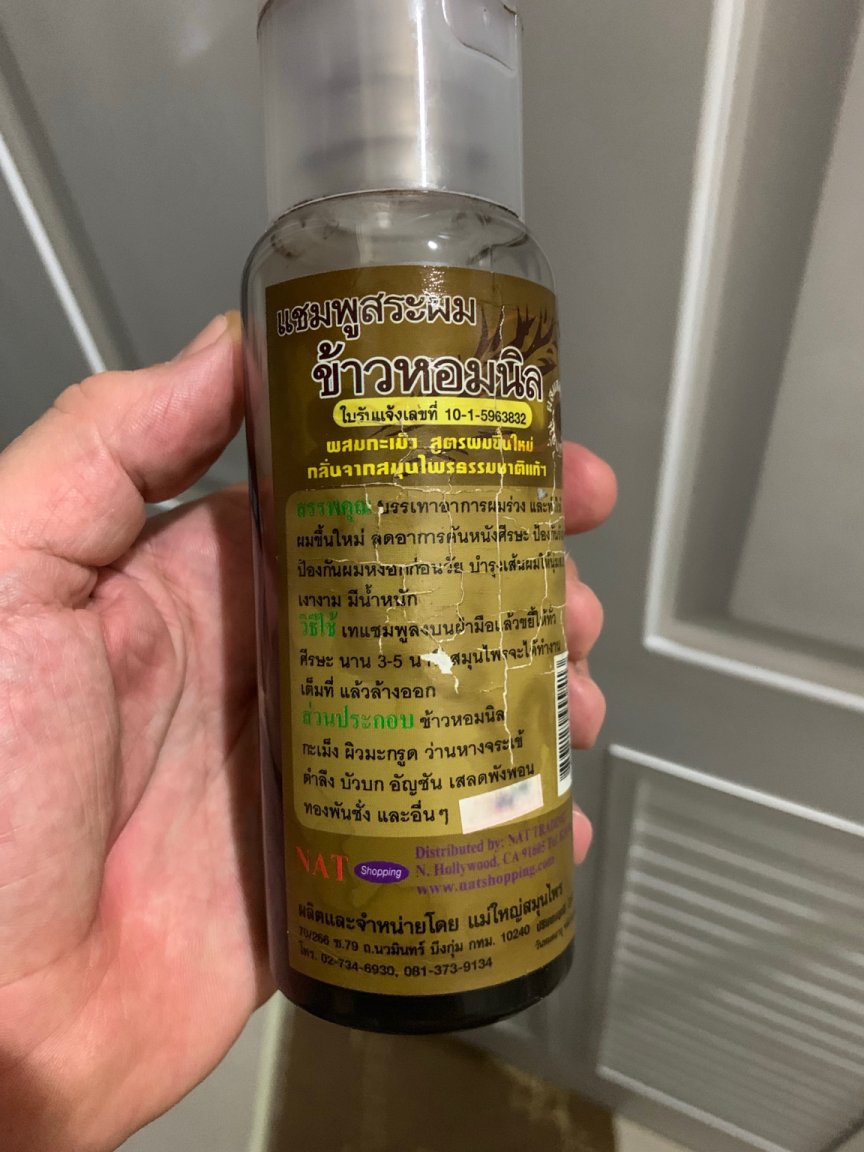 แชมพูสระผม
ข้าวหอมนิล
ใบรับแจ้งเลขที่ 10-1-5963832
ผสมกะเม็ง สูตรผมขึ้นใหม่
กลิ่นจากสมุนไพรธรรมชาติแท้า
สรรพคุณ บรรเทาอาการผมร่วง และ
ผมขึ้นใหม่ ลดอาการคันหนังศีรษะ
ป้องกันผมหงอกก่อนวัย บำรุงเส้นผมให้
เงางาม มีน้ำหนัก
วิธีใช้ เทแชมพูลงบนฝ่ามือแล้วขยี้ให้ทั่ว
ศีรษะ นาน 3-5 สมุนไพรจะได้ทำงาน
เต็มที่ แล้วล้างออก
ส่วนประกอบ ข้าวหอมนิล
กะเม็ง ผิวมะกรูด ว่านหางจระเข้
ตำลึง บัวบก อัญชัน เสลดพังพอน
ทองพันชั่ง และอื่นๆ
NAT Shopping
Distributed by: NAT TRADING
N. Hollywood, CA 91605
www.natshopping.com
ผลิตและจำหน่ายโดย แม่ใหญ่สมุนไพร
70/266 ซ.79 ถ.นวมินทร์ บึงกุ่ม กทม. 10240
โทร. 02-734-6930, 081-373-9134